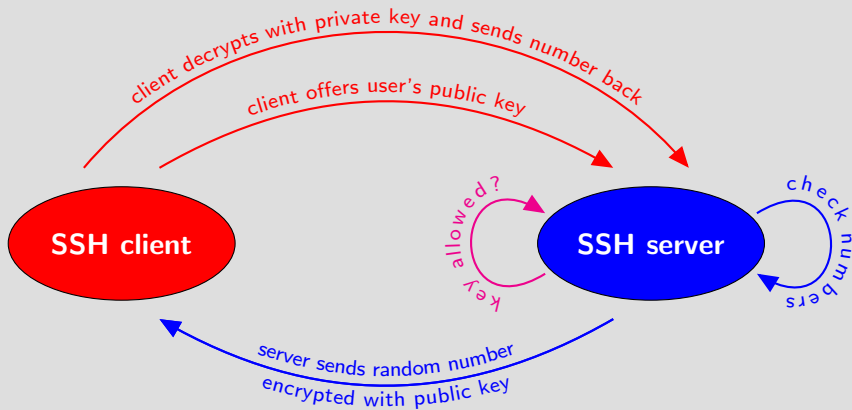 client decrypts with private key and sends number back
client offers user's public key
key allowed?
check numbers
SSH client
SSH server
server sends random number
encrypted with public key